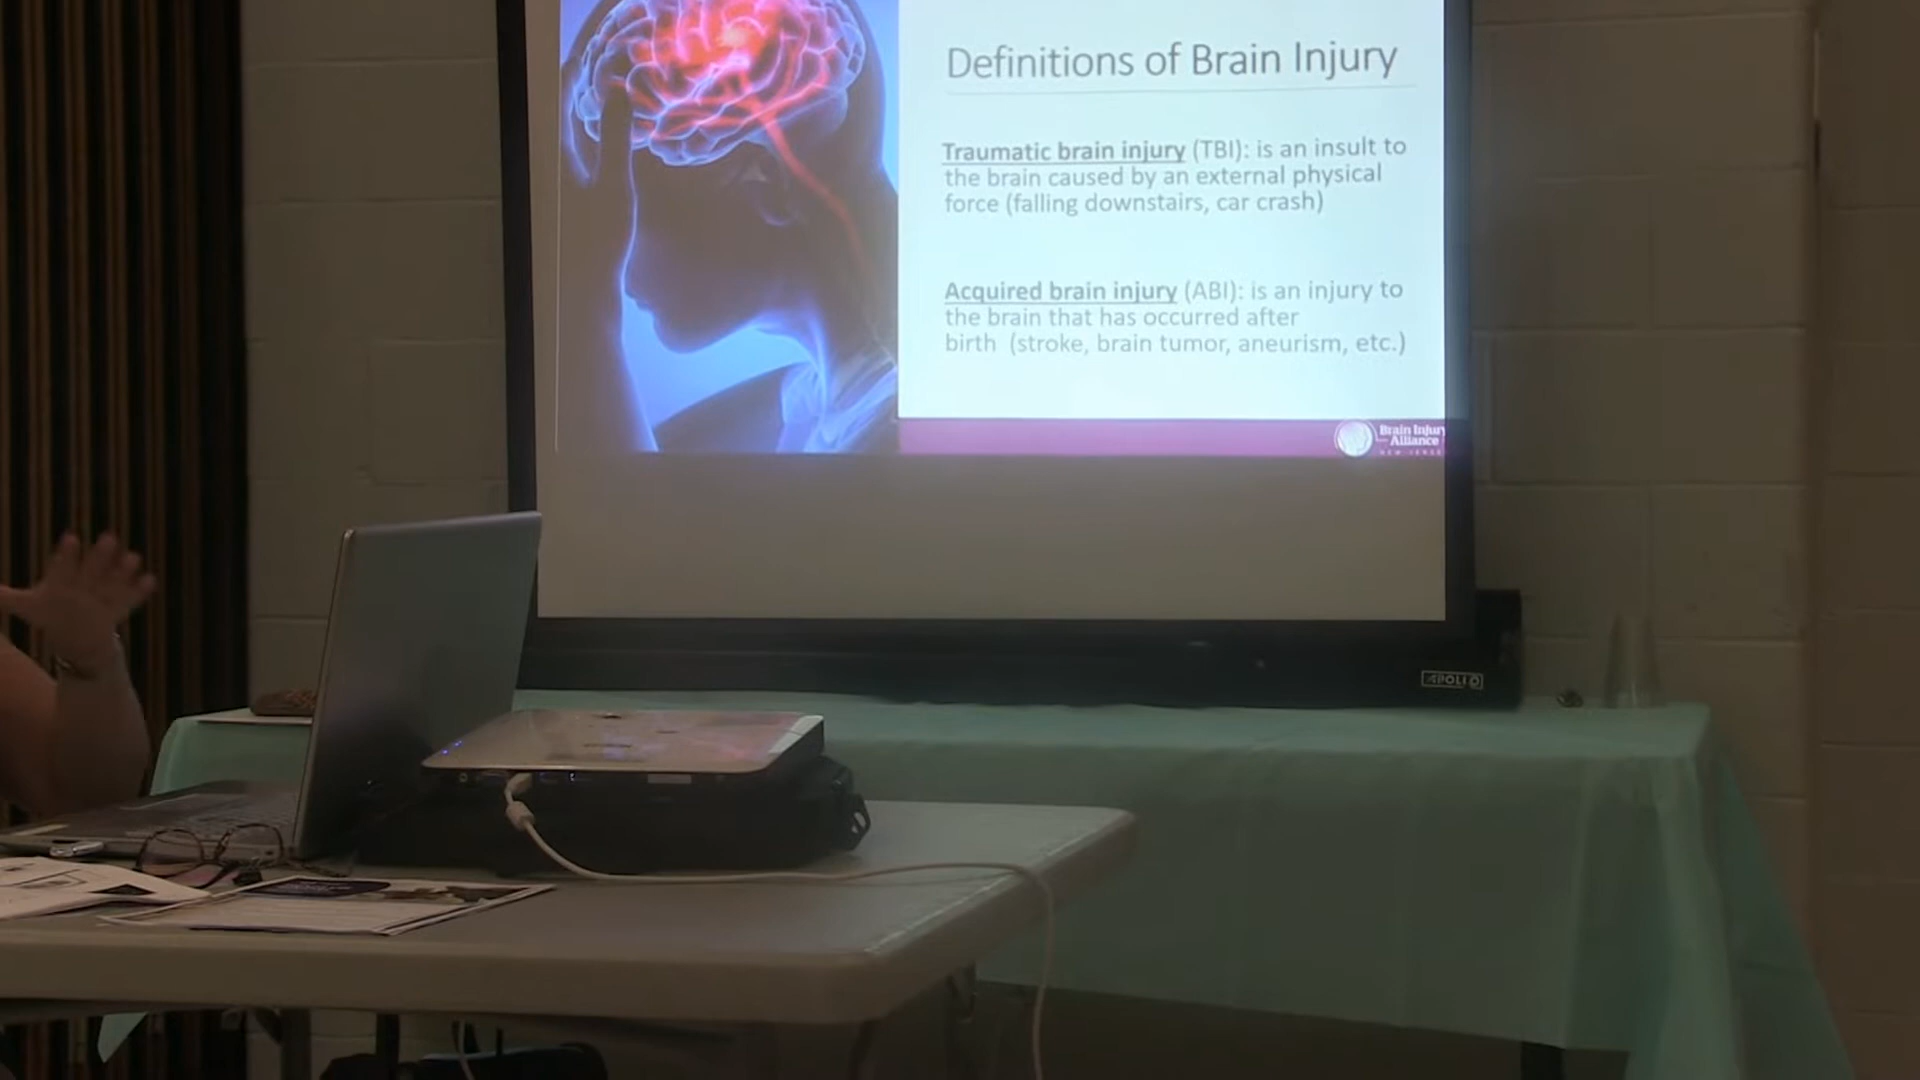 Definitions of Brain Injury
Traumatic brain injury (TBI): is an insult to
the brain caused by an external physical
force (falling downstairs, car crash)
Acquired brain injury (ABI): is an injury to
the brain that has occurred after
birth (stroke, brain tumor, aneurism, etc.)
Brain Injury
Alliance
APOLLO